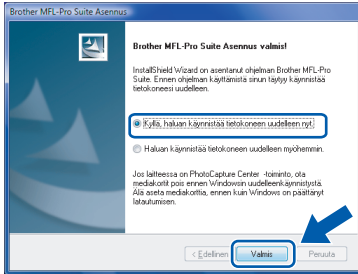 Brother MFL-Pro Suite Asennus
Brother MFL-Pro Suite Asennus valmis!
InstallShield Wizard on asentanut ohjelman Brother MFL-Pro
Suite. Ennen ohjelman käyttämistä sinun täytyy käynnistää
tietokoneesi uudelleen.
Kyllä, haluan käynnistää tietokoneen uudelleen nyt.
Haluan käynnistää tietokoneen uudelleen myöhemmin.
Jos laitteessa on PhotoCapture Center -toiminto, ota
mediakortit pois ennen Windowsin uudelleenkäynnistystä.
Älä aseta mediakorttia, ennen kuin Windows on päättänyt
latautumisen.
< Edellinen Valmis Peruuta